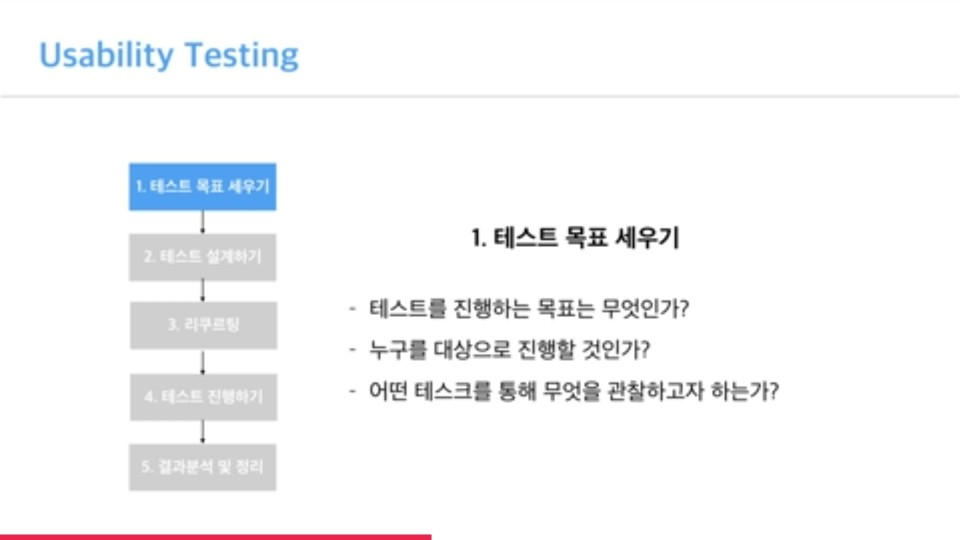 Usability Testing
1. 테스트 목표 세우기
2. 테스트 설계하기
3. 리쿠르팅
4. 테스트 진행하기
5. 결과분석 및 정리
1. 테스트 목표 세우기
- 테스트를 진행하는 목표는 무엇인가?
- 누구를 대상으로 진행할 것인가?
- 어떤 테스크를 통해 무엇을 관찰하고자 하는가?